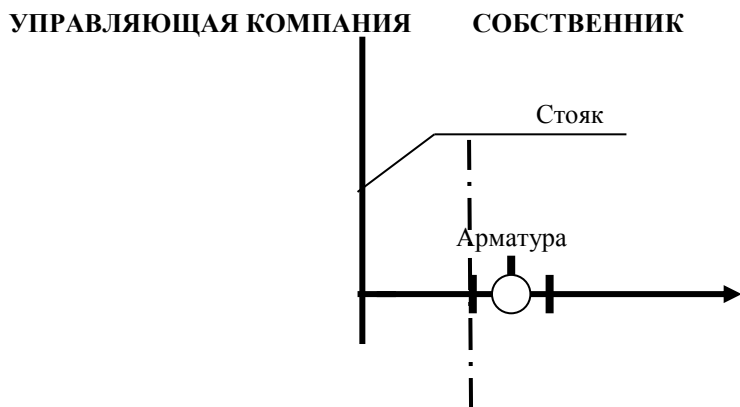 УПРАВЛЯЮЩАЯ КОМПАНИЯ СОБСТВЕННИК
Стояк
Арматура